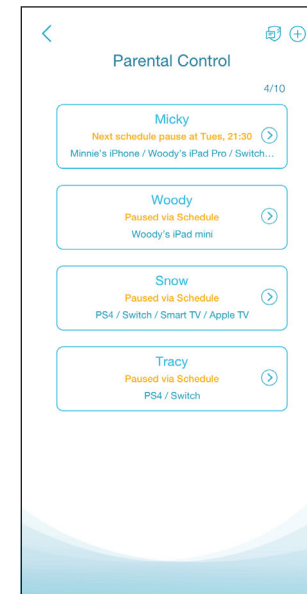 Parental Control
4/10
Micky
Next schedule pause at Tues, 21:30
Minnie's iPhone / Woody's iPad Pro / Switch...
Woody
Paused via Schedule
Woody's iPad mini
Snow
Paused via Schedule
PS4 / Switch / Smart TV / Apple TV
Tracy
Paused via Schedule
PS4 / Switch